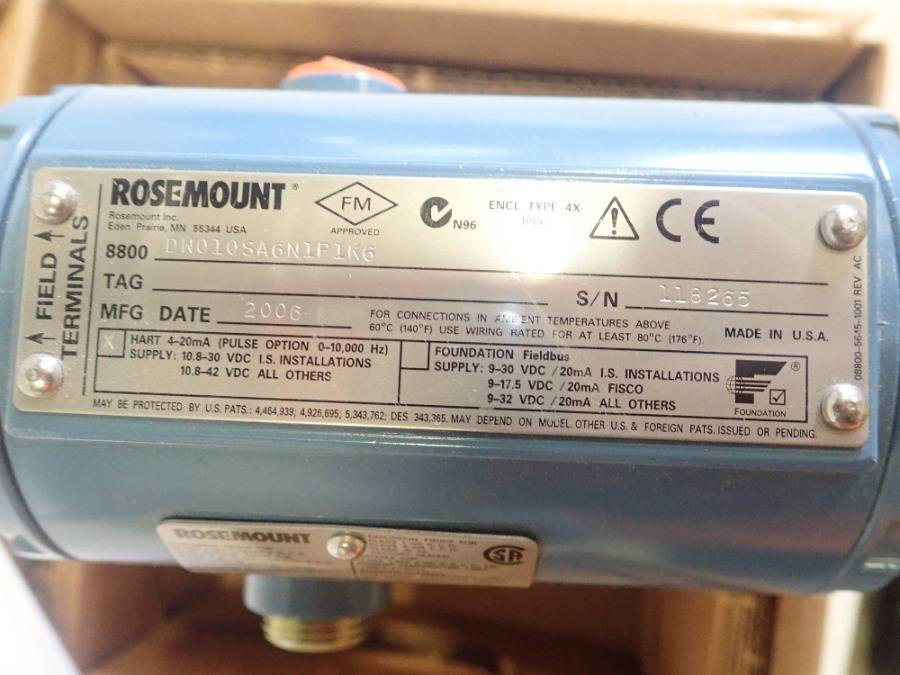 ROSEMOUNT®
Rosemount Inc.
Eden Prairie, MN 55344 USA
FM
APPROVED
N96
ENCL. TYPE 4X
IP66
CE
8800 DW010SA6N1F1K6
TAG
S/N 118265
MFG DATE 2006
FOR CONNECTIONS IN AMBIENT TEMPERATURES ABOVE
60°C (140°F) USE WIRING RATED FOR AT LEAST 80°C (176°F).
MADE IN U.S.A.
FIELD
TERMINALS
08800-5645-1001 REV AC
X HART 4-20mA (PULSE OPTION 0-10,000 Hz)
SUPPLY: 10.8-30 VDC I.S. INSTALLATIONS
10.8-42 VDC ALL OTHERS
FOUNDATION Fieldbus
SUPPLY: 9-30 VDC /20mA I.S. INSTALLATIONS
9-17.5 VDC /20mA FISCO
9-32 VDC /20mA ALL OTHERS
®
FOUNDATION
MAY BE PROTECTED BY U.S. PATS.: 4,464,939; 4,926,695; 5,343,762; DES 343,365. MAY DEPEND ON MODEL. OTHER U.S. & FOREIGN PATS. ISSUED OR PENDING.
ROSEMOUNT
EXPLOSION PROOF FOR